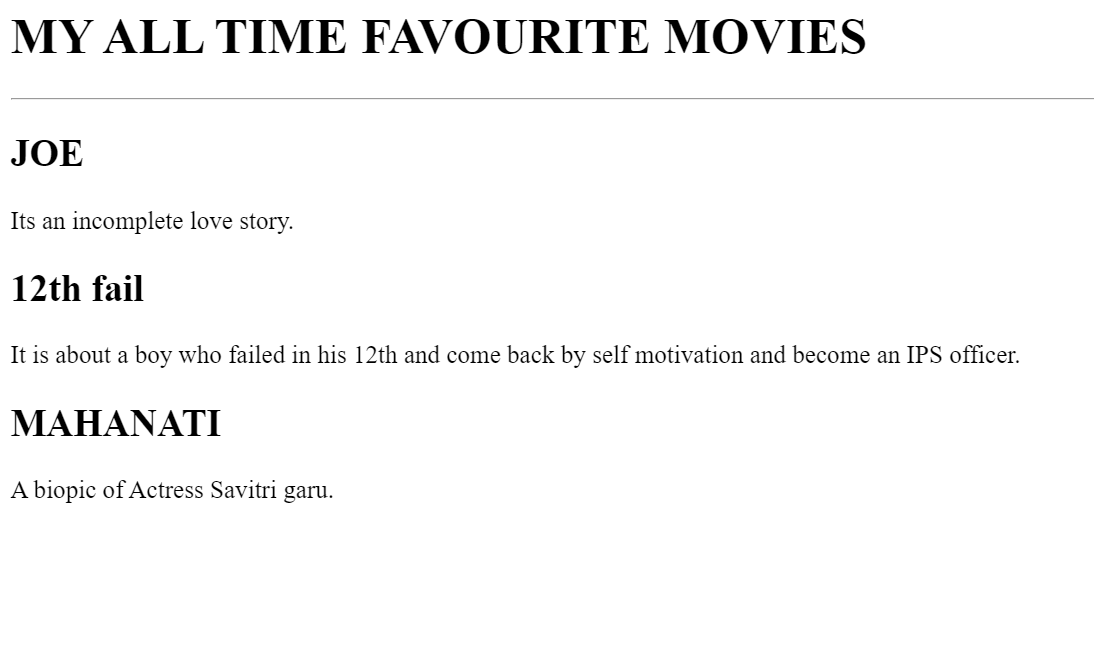 MY ALL TIME FAVOURITE MOVIES
JOE
Its an incomplete love story.
12th fail
It is about a boy who failed in his 12th and come back by self motivation and become an IPS officer.
MAHANATI
A biopic of Actress Savitri garu.